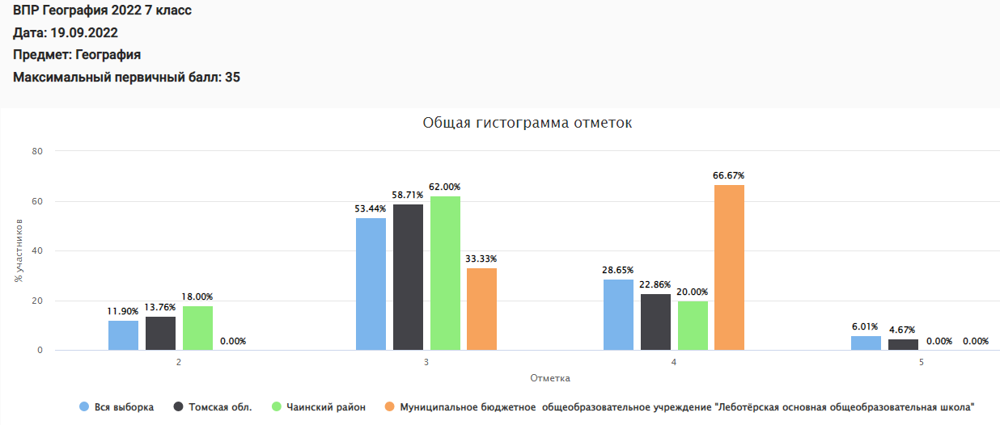 ВПР География 2022 7 класс
Дата: 19.09.2022
Предмет: География
Максимальный первичный балл: 35
Общая гистограмма отметок
80
60
40
20
0
% участников
11.90%
13.76%
18.00%
0.00%
53.44%
58.71%
62.00%
33.33%
28.65%
22.86%
20.00%
66.67%
6.01%
4.67%
0.00%
0.00%
2
3
4
5
Отметка
Вся выборка
Томская обл.
Чаинский район
Муниципальное бюджетное общеобразовательное учреждение "Леботёрская основная общеобразовательная школа"